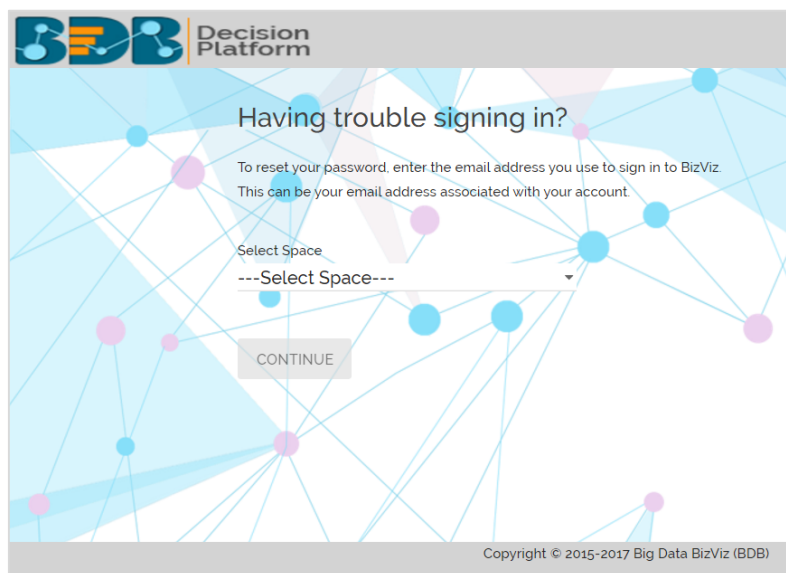 BDB
Decision
Platform
Having trouble signing in?
To reset your password, enter the email address you use to sign in to BizViz.
This can be your email address associated with your account.
Select Space
---Select Space---
CONTINUE
Copyright © 2015-2017 Big Data BizViz (BDB)